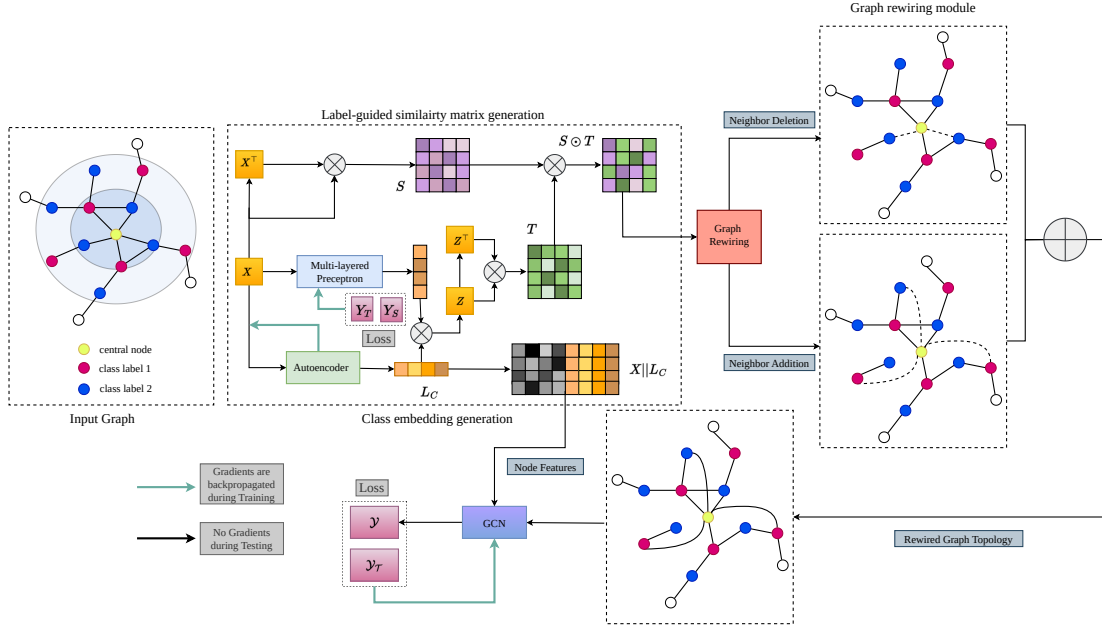 Graph rewiring module
Label-guided similairty matrix generation
Input Graph
central node
class label 1
class label 2
X⊤
X
S
S ⊙ T
T
Multi-layered
Preceptron
Y_T Y_S
Loss
Z⊤
Z
Autoencoder
L_C
X||L_C
Class embedding generation
Graph
Rewiring
Neighbor Deletion
Neighbor Addition
Node Features
Rewired Graph Topology
GCN
Loss
𝒴
𝒴_𝒯
Gradients are
backpropagated
during Training
No Gradients
during Testing